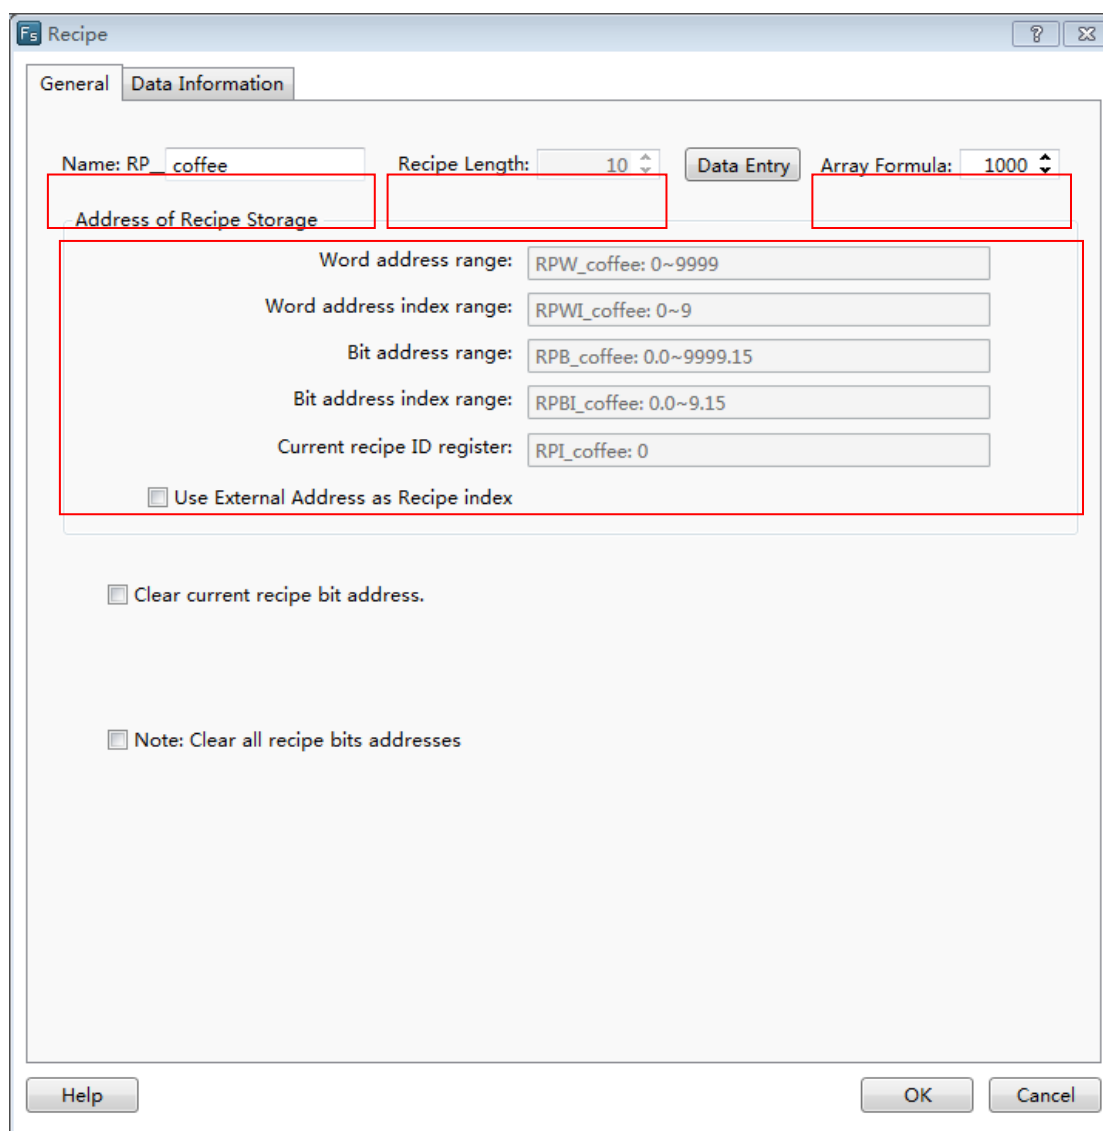 Fs Recipe
General Data Information
Name: RP_ coffee Recipe Length: 10 Data Entry Array Formula: 1000
Address of Recipe Storage
Word address range: RPW_coffee: 0~9999
Word address index range: RPWI_coffee: 0~9
Bit address range: RPB_coffee: 0.0~9999.15
Bit address index range: RPBI_coffee: 0.0~9.15
Current recipe ID register: RPI_coffee: 0
Use External Address as Recipe index
Clear current recipe bit address.
Note: Clear all recipe bits addresses
Help OK Cancel